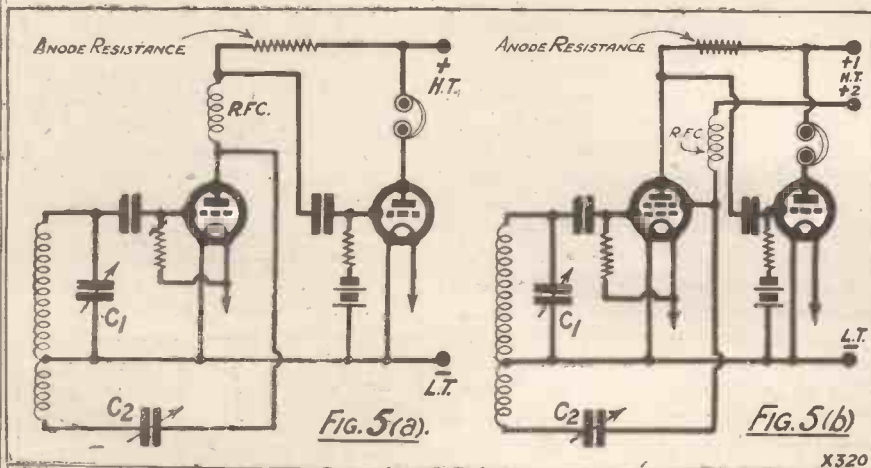 ANODE RESISTANCE
+
H.T.
R.F.C.
C1
C2
L.T.
FIG. 5(a).
ANODE RESISTANCE
+1
H.T.
+2
R.F.C.
C1
C2
L.T.
FIG. 5(b)
X320